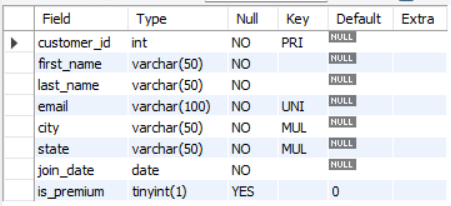 Field Type Null Key Default Extra
customer_id int NO PRI NULL
first_name varchar(50) NO NULL
last_name varchar(50) NO NULL
email varchar(100) NO UNI NULL
city varchar(50) NO MUL NULL
state varchar(50) NO MUL NULL
join_date date NO NULL
is_premium tinyint(1) YES 0